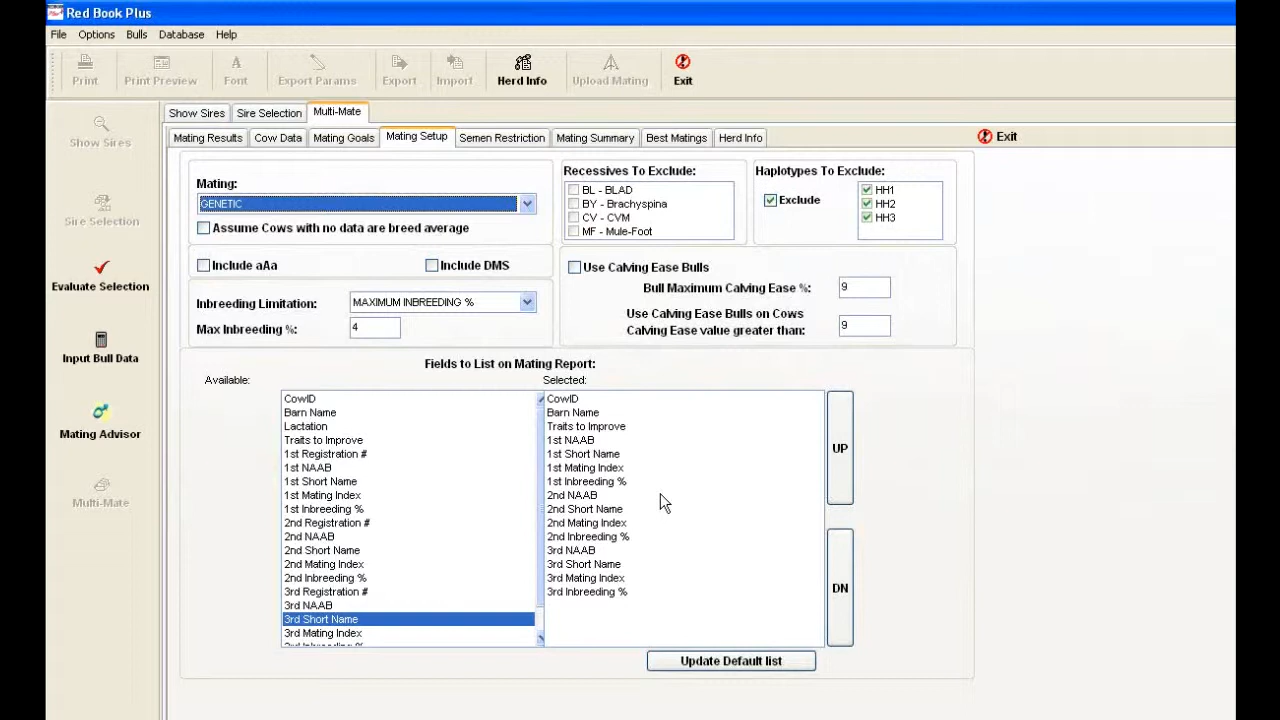 Red Book Plus
File Options Bulls Database Help
Print Print Preview Font Export Params Export Import Herd Info Upload Mating Exit
Show Sires Sire Selection Multi-Mate
Mating Results Cow Data Mating Goals Mating Setup Semen Restriction Mating Summary Best Matings Herd Info Exit
Show Sires
Sire Selection
Evaluate Selection
Input Bull Data
Mating Advisor
Multi-Mate
Mating:
GENETIC
Assume Cows with no data are breed average
Include aAa Include DMS
Inbreeding Limitation: MAXIMUM INBREEDING %
Max Inbreeding %: 4
Recessives To Exclude:
BL - BLAD
BY - Brachyspina
CV - CVM
MF - Mule-Foot
Haplotypes To Exclude:
Exclude
HH1
HH2
HH3
Use Calving Ease Bulls
Bull Maximum Calving Ease %: 9
Use Calving Ease Bulls on Cows
Calving Ease value greater than: 9
Fields to List on Mating Report:
Available:
CowID
Barn Name
Lactation
Traits to Improve
1st Registration #
1st NAAB
1st Short Name
1st Mating Index
1st Inbreeding %
2nd Registration #
2nd NAAB
2nd Short Name
2nd Mating Index
2nd Inbreeding %
3rd Registration #
3rd NAAB
3rd Short Name
3rd Mating Index
Selected:
CowID
Barn Name
Traits to Improve
1st NAAB
1st Short Name
1st Mating Index
1st Inbreeding %
2nd NAAB
2nd Short Name
2nd Mating Index
2nd Inbreeding %
3rd NAAB
3rd Short Name
3rd Mating Index
3rd Inbreeding %
UP
DN
Update Default list